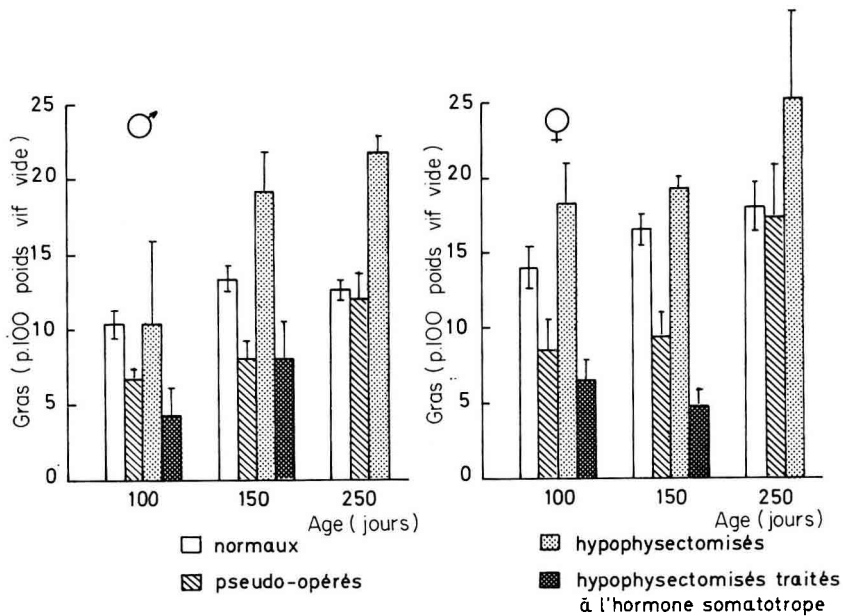 25
20
15
10
5
0
Gras (p.100 poids vif vide)
100 150 250
Age (jours)
25
20
15
10
5
0
Gras (p.100 poids vif vide)
100 150 250
Age (jours)
normaux
pseudo-opérés
hypophysectomisés
hypophysectomisés traités
à l'hormone somatotrope